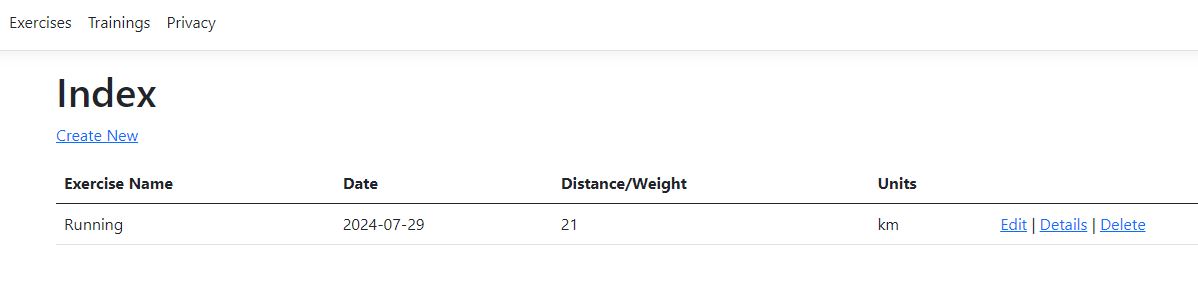 Exercises Trainings Privacy
Index
Create New
Exercise Name Date Distance/Weight Units
Running 2024-07-29 21 km Edit | Details | Delete